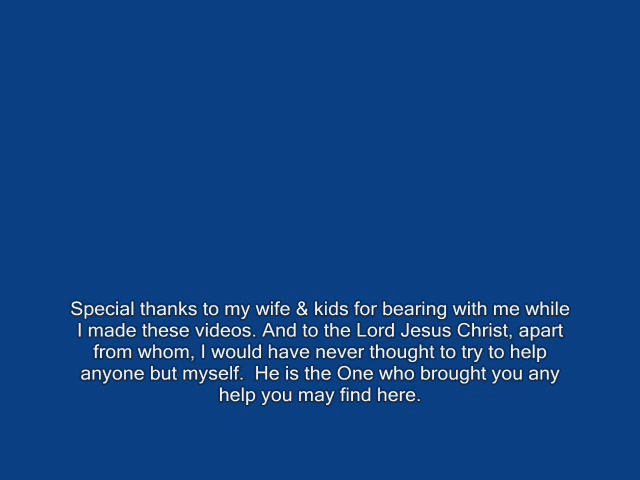 Special thanks to my wife & kids for bearing with me while
I made these videos. And to the Lord Jesus Christ, apart
from whom, I would have never thought to try to help
anyone but myself.  He is the One who brought you any
help you may find here.